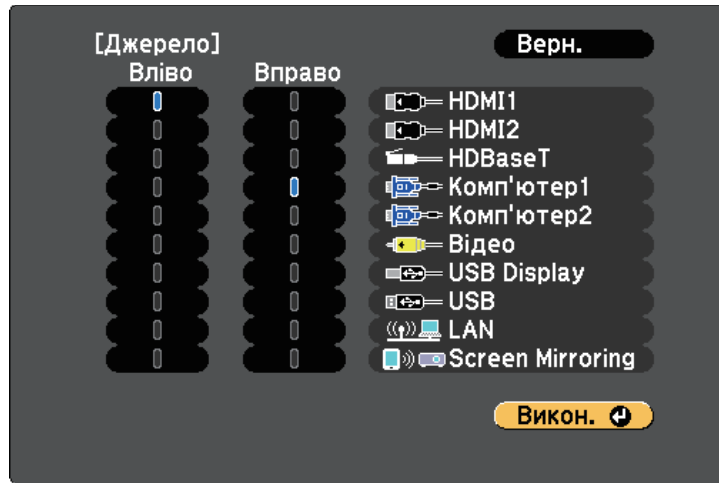 [Джерело]
Верн.
Вліво Вправо
HDMI1
HDMI2
HDBaseT
Комп'ютер1
Комп'ютер2
Відео
USB Display
USB
LAN
Screen Mirroring
Викон.